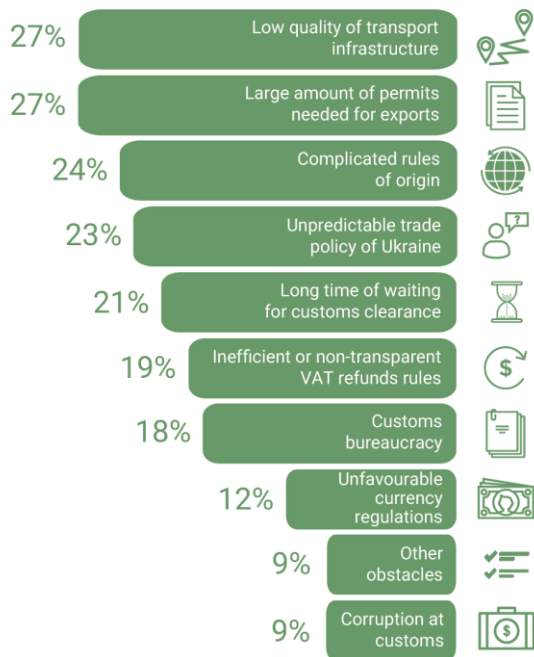 27%
Low quality of transport
infrastructure
27%
Large amount of permits
needed for exports
24%
Complicated rules
of origin
23%
Unpredictable trade
policy of Ukraine
?
21%
Long time of waiting
for customs clearance
19%
Inefficient or non-transparent
VAT refunds rules
$
18%
Customs
bureaucracy
12%
Unfavourable
currency
regulations
9%
Other
obstacles
9%
Corruption at
customs
$